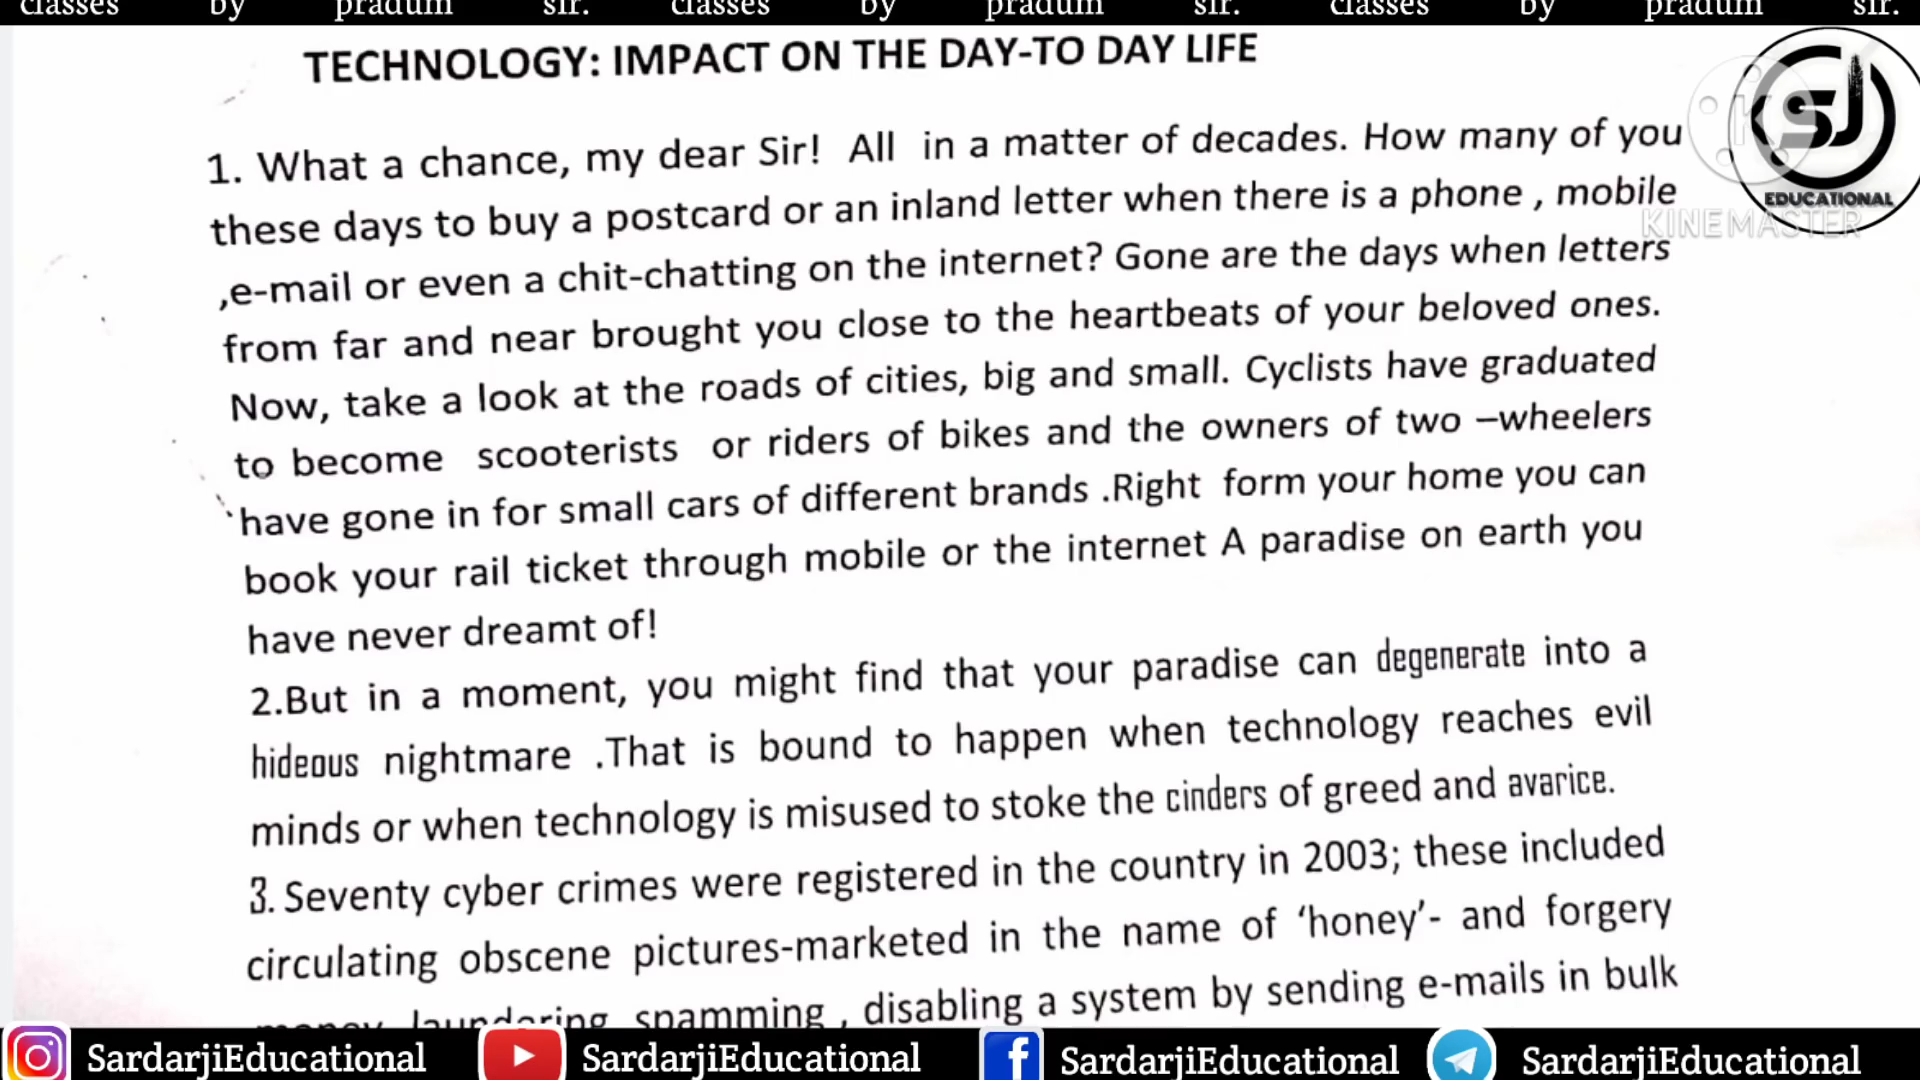 classes by pradum sir. classes by pradum sir. classes by pradum sir.
TECHNOLOGY: IMPACT ON THE DAY-TO DAY LIFE
1. What a chance, my dear Sir! All in a matter of decades. How many of you
these days to buy a postcard or an inland letter when there is a phone , mobile
,e-mail or even a chit-chatting on the internet? Gone are the days when letters
from far and near brought you close to the heartbeats of your beloved ones.
Now, take a look at the roads of cities, big and small. Cyclists have graduated
to become scooterists or riders of bikes and the owners of two –wheelers
have gone in for small cars of different brands .Right form your home you can
book your rail ticket through mobile or the internet A paradise on earth you
have never dreamt of!
2.But in a moment, you might find that your paradise can degenerate into a
hideous nightmare .That is bound to happen when technology reaches evil
minds or when technology is misused to stoke the cinders of greed and avarice.
3. Seventy cyber crimes were registered in the country in 2003; these included
circulating obscene pictures-marketed in the name of ‘honey’- and forgery
money laundering spamming , disabling a system by sending e-mails in bulk
SJ
EDUCATIONAL
KINEMASTER
SardarjiEducational SardarjiEducational SardarjiEducational SardarjiEducational